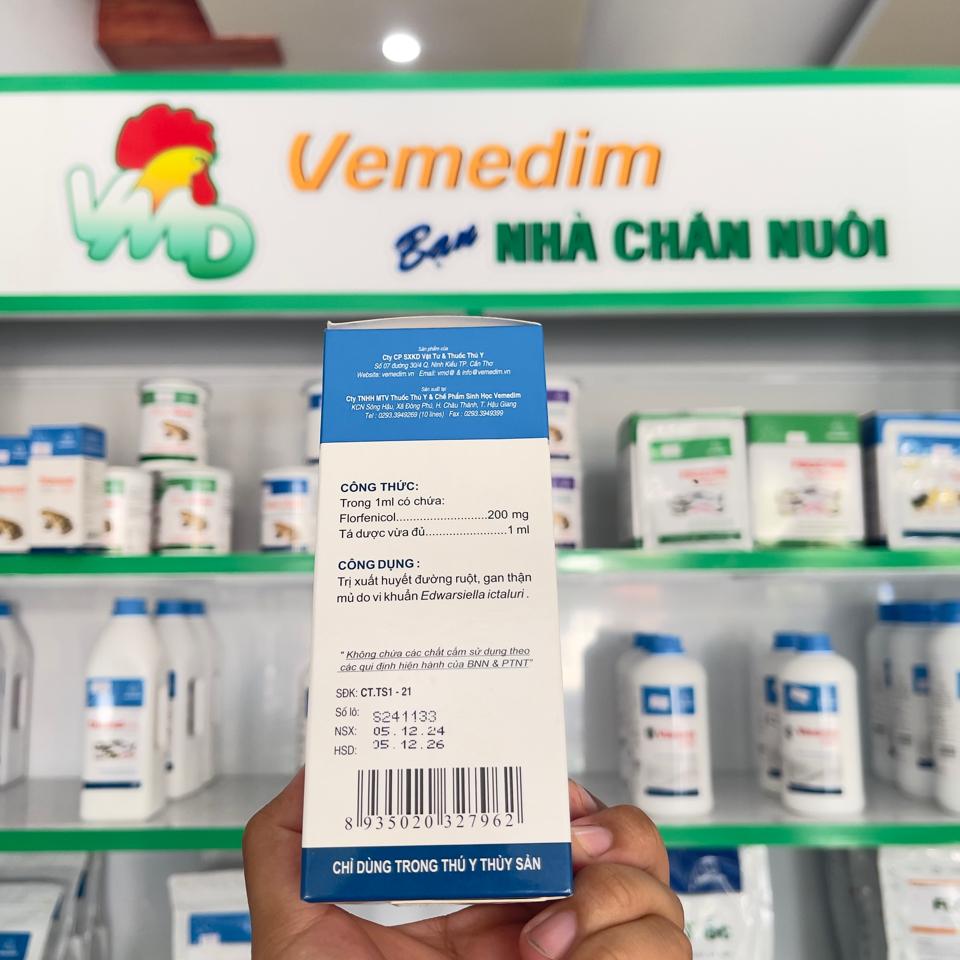 VMD
Vemedim
Bạn NHÀ CHĂN NUÔI
Sản phẩm của
Cty CP SXKD Vật Tư & Thuốc Thú Y
Số 07 đường 30/4 Q. Ninh Kiều TP. Cần Thơ
Website: vemedim.vn Email: vmd@ & info@vemedim.vn
Sản xuất tại
Cty TNHH MTV Thuốc Thú Y & Chế Phẩm Sinh Học Vemedim
KCN Sông Hậu, Xã Đông Phú, H. Châu Thành, T. Hậu Giang
Tel : 0293.3949269 (10 lines) Fax : 0293.3949399
CÔNG THỨC:
Trong 1ml có chứa:
Florfenicol...........................200 mg
Tá dược vừa đủ........................1 ml
CÔNG DỤNG :
Trị xuất huyết đường ruột, gan thận
mủ do vi khuẩn Edwarsiella ictaluri .
" Không chứa các chất cấm sử dụng theo
các qui định hiện hành của BNN & PTNT"
SĐK: CT.TS1 - 21
Số lô: S241133
NSX: 05.12.24
HSD: 05.12.26
8 935020 327962
CHỈ DÙNG TRONG THÚ Y THỦY SẢN